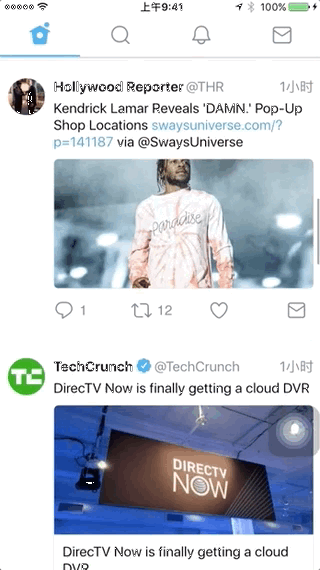 上午9:41
100%
Hollywood Reporter @THR 1小时
Kendrick Lamar Reveals 'DAMN.' Pop-Up
Shop Locations swaysuniverse.com/?
p=141187 via @SwaysUniverse
Paradise
1 12
TechCrunch @TechCrunch 1小时
DirecTV Now is finally getting a cloud DVR
DIRECTV
NOW
DirecTV Now is finally getting a cloud
DVR